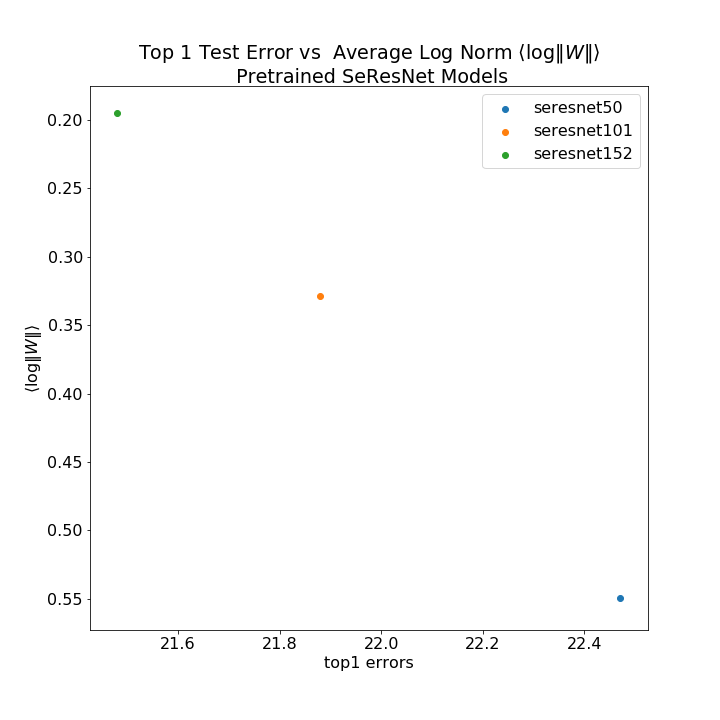 Top 1 Test Error vs  Average Log Norm ⟨log‖W‖⟩
Pretrained SeResNet Models
seresnet50
seresnet101
seresnet152
⟨log‖W‖⟩
0.20
0.25
0.30
0.35
0.40
0.45
0.50
0.55
21.6
21.8
22.0
22.2
22.4
top1 errors